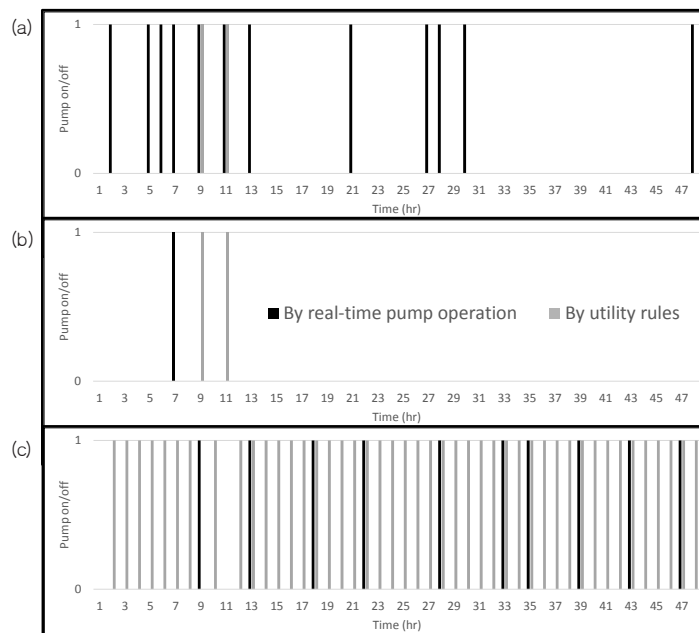 (a)
1
Pump on/off
0
1 3 5 7 9 11 13 15 17 19 21 23 25 27 29 31 33 35 37 39 41 43 45 47
Time (hr)
(b)
1
Pump on/off
By real-time pump operation By utility rules
0
1 3 5 7 9 11 13 15 17 19 21 23 25 27 29 31 33 35 37 39 41 43 45 47
Time (hr)
(c)
1
Pump on/off
0
1 3 5 7 9 11 13 15 17 19 21 23 25 27 29 31 33 35 37 39 41 43 45 47
Time (hr)